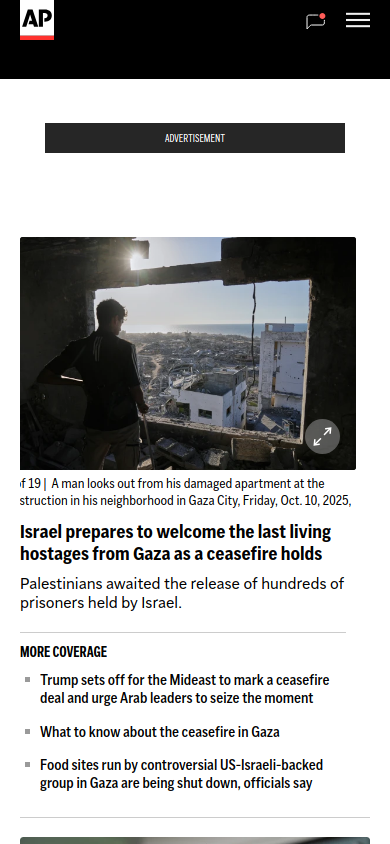 AP
ADVERTISEMENT
of 19 | A man looks out from his damaged apartment at the
struction in his neighborhood in Gaza City, Friday, Oct. 10, 2025,
Israel prepares to welcome the last living
hostages from Gaza as a ceasefire holds
Palestinians awaited the release of hundreds of
prisoners held by Israel.
MORE COVERAGE
Trump sets off for the Mideast to mark a ceasefire
deal and urge Arab leaders to seize the moment
What to know about the ceasefire in Gaza
Food sites run by controversial US-Israeli-backed
group in Gaza are being shut down, officials say